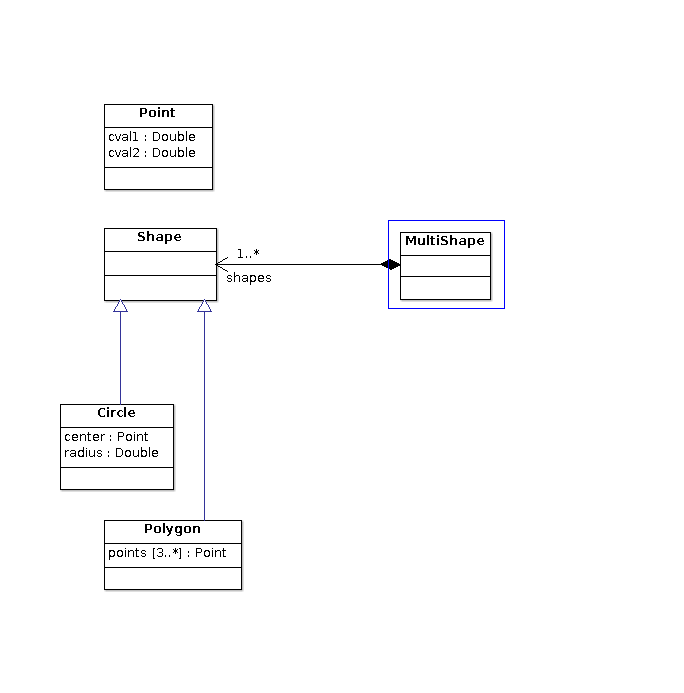 Point
cval1 : Double
cval2 : Double
Shape
1..*
shapes
MultiShape
Circle
center : Point
radius : Double
Polygon
points [3..*] : Point